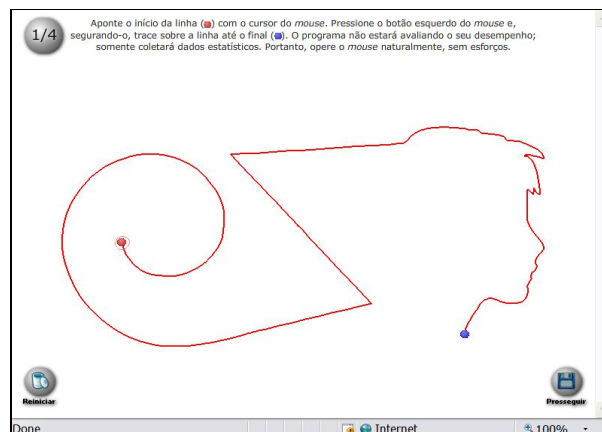 1/4
Aponte o início da linha ( ) com o cursor do mouse. Pressione o botão esquerdo do mouse e,
segurando-o, trace sobre a linha até o final ( ). O programa não estará avaliando o seu desempenho;
somente coletará dados estatísticos. Portanto, opere o mouse naturalmente, sem esforços.
Reiniciar
Prosseguir
Done
Internet
100%